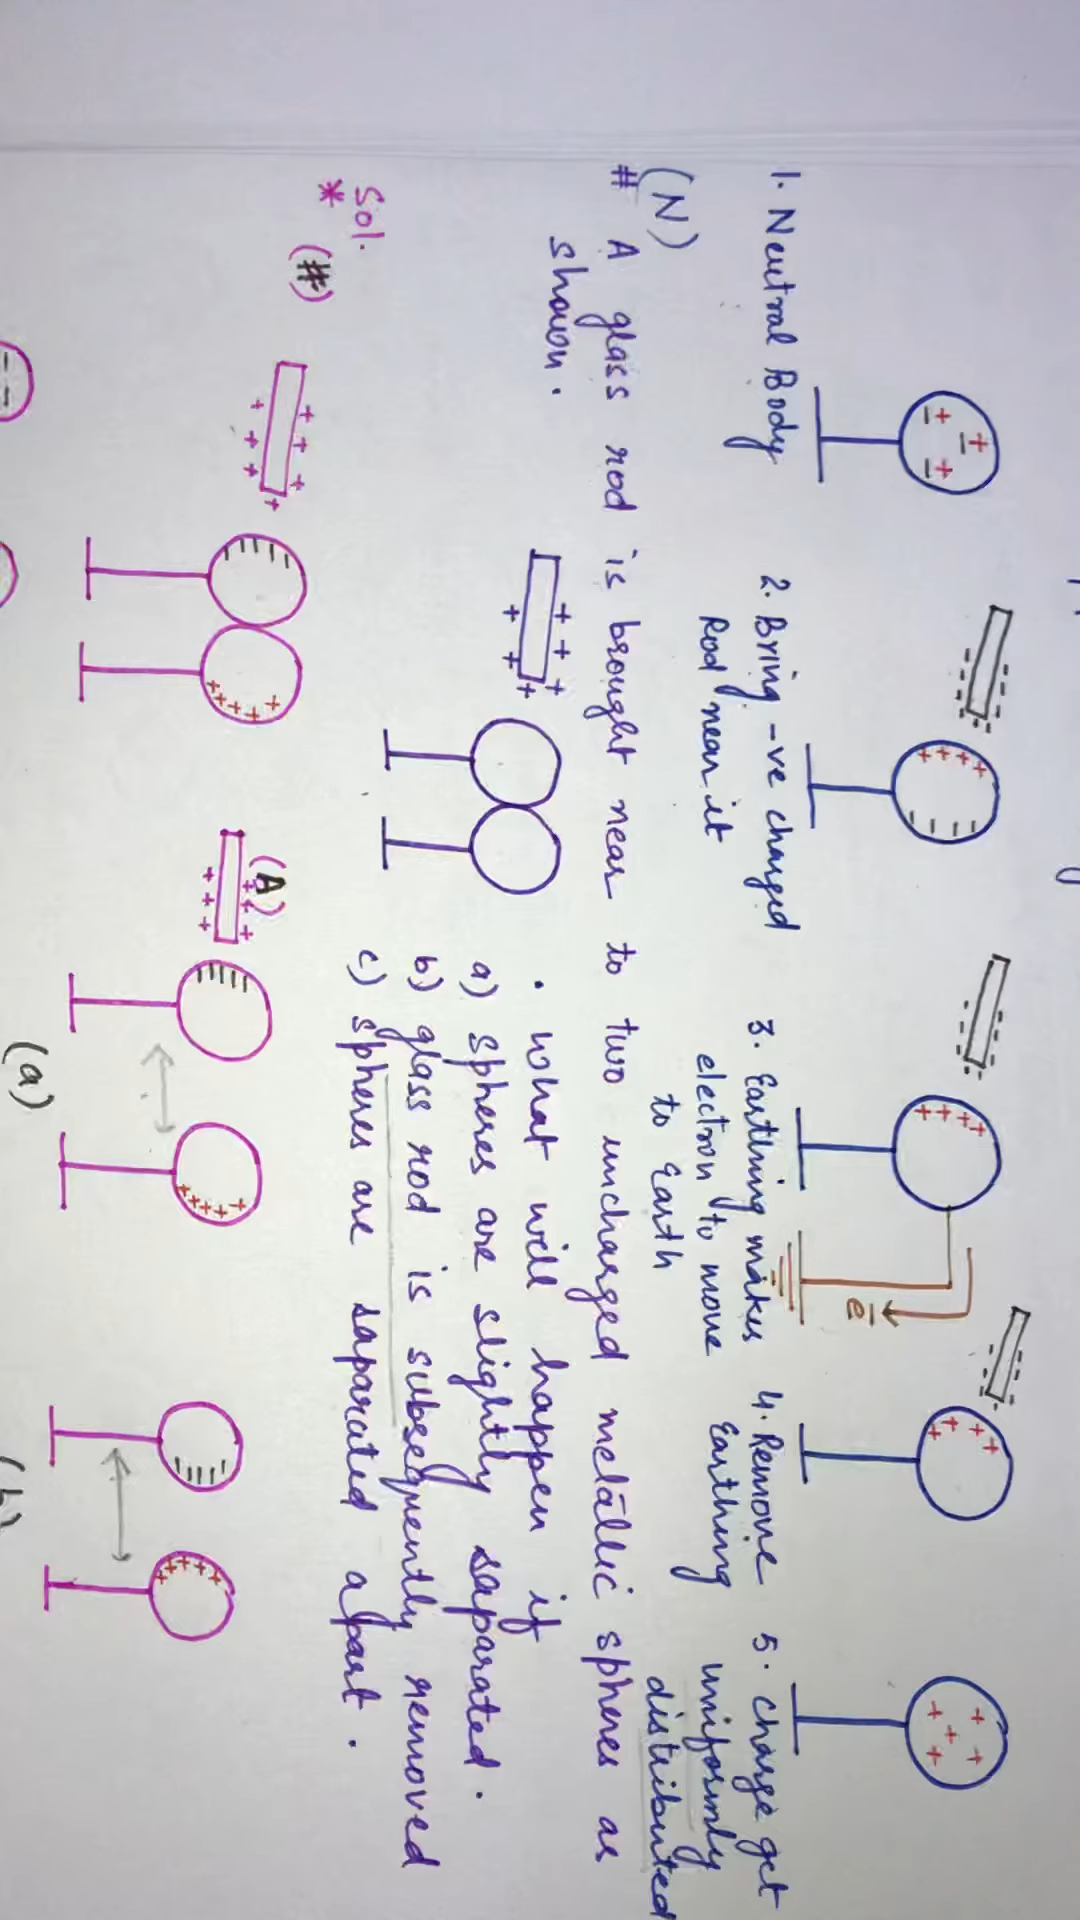 1. Neutral Body
2. Bring -ve charged
Rod near it
3. Earthing makes
electron to move
to Earth
4. Remove
Earthing
5. charge get
uniformly
distributed
e̅
(N)
# A glass rod is brought near to two uncharged metallic spheres as
shown.
• what will happen if
a) spheres are slightly saparated.
b) glass rod is subsequently removed
c) spheres are saparated apart.
Sol.
*
(#)
(A)
(a)
(b)